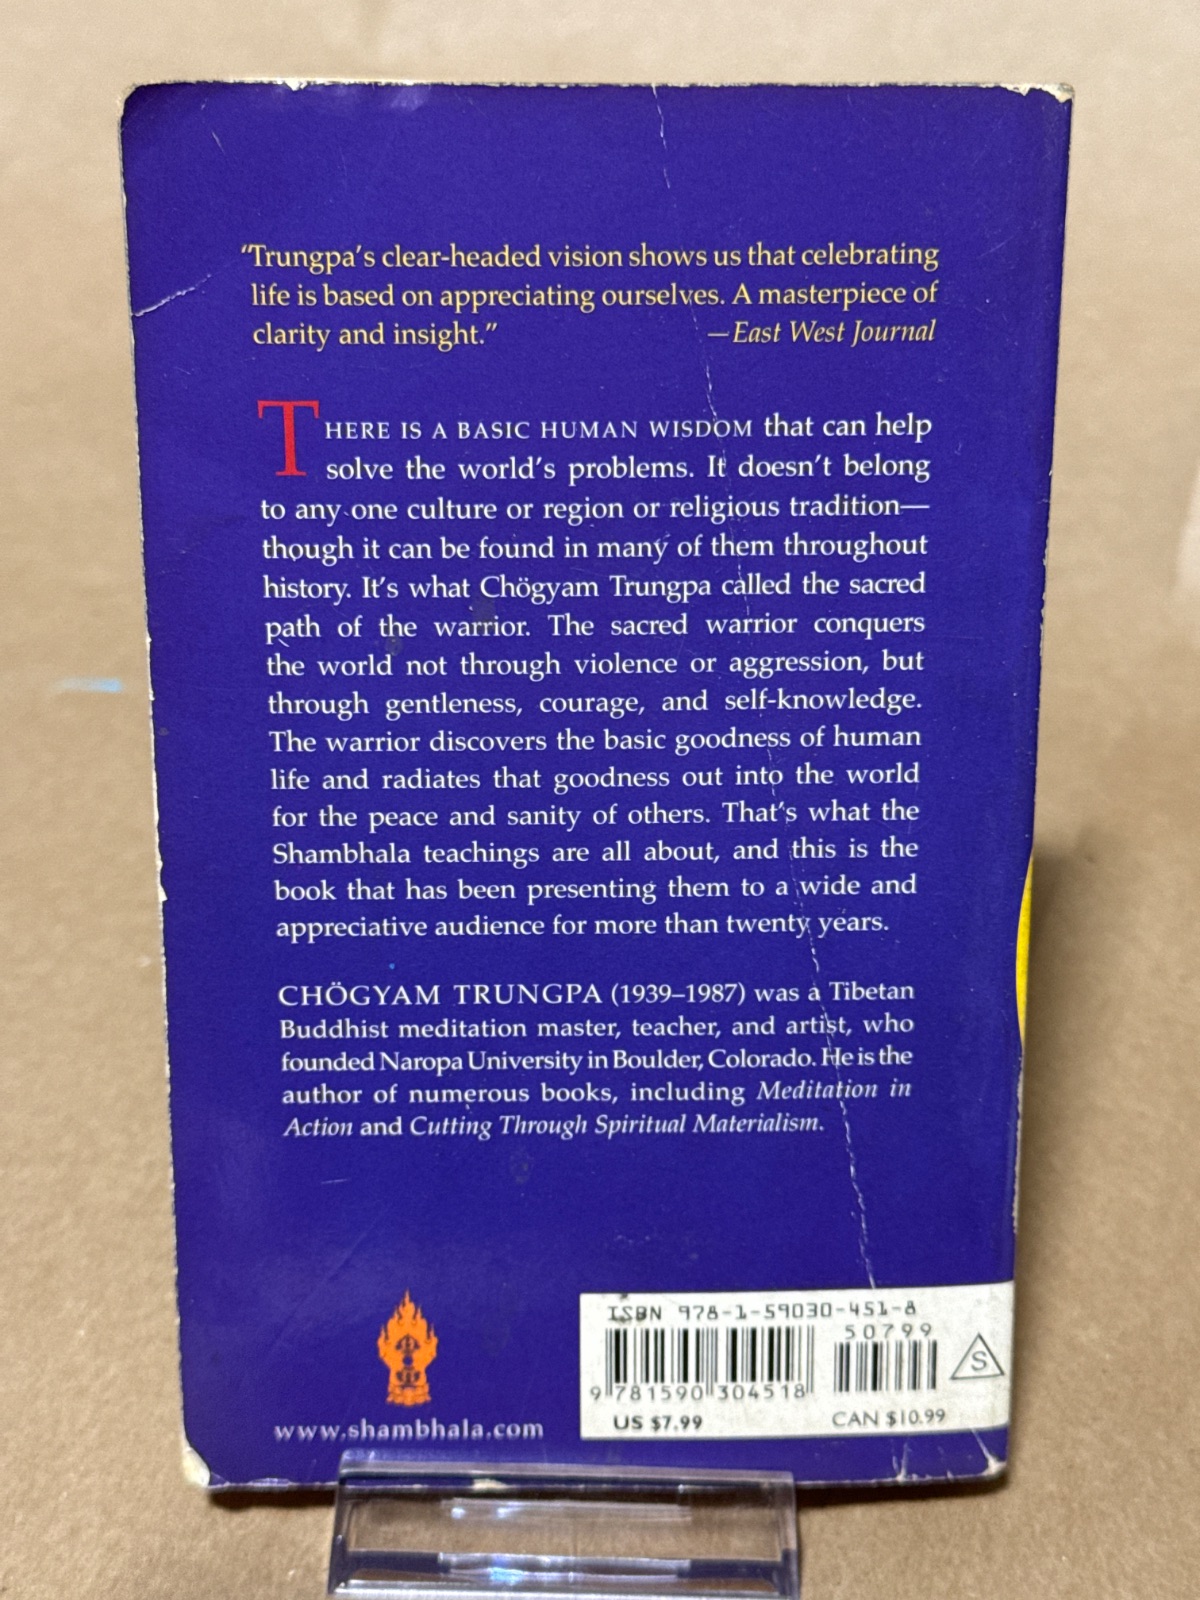 “Trungpa’s clear-headed vision shows us that celebrating
life is based on appreciating ourselves. A masterpiece of
clarity and insight.” —East West Journal
THERE IS A BASIC HUMAN WISDOM that can help
solve the world’s problems. It doesn’t belong
to any one culture or region or religious tradition—
though it can be found in many of them throughout
history. It’s what Chögyam Trungpa called the sacred
path of the warrior. The sacred warrior conquers
the world not through violence or aggression, but
through gentleness, courage, and self-knowledge.
The warrior discovers the basic goodness of human
life and radiates that goodness out into the world
for the peace and sanity of others. That’s what the
Shambhala teachings are all about, and this is the
book that has been presenting them to a wide and
appreciative audience for more than twenty years.
CHÖGYAM TRUNGPA (1939–1987) was a Tibetan
Buddhist meditation master, teacher, and artist, who
founded Naropa University in Boulder, Colorado. He is the
author of numerous books, including Meditation in
Action and Cutting Through Spiritual Materialism.
ISBN 978-1-59030-451-8
50799
9 781590 304518
S
US $7.99 CAN $10.99
www.shambhala.com